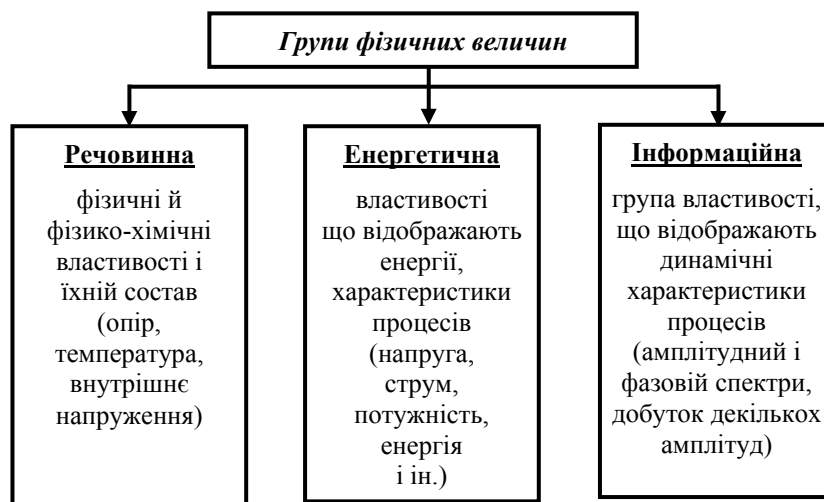 Групи фізичних величин
Речовинна
фізичні й
фізико-хімічні
властивості і
їхній состав
(опір,
температура,
внутрішнє
напруження)
Енергетична
властивості
що відображають
енергії,
характеристики
процесів
(напруга,
струм,
потужність,
енергія
і ін.)
Інформаційна
група властивості,
що відображають
динамічні
характеристики
процесів
(амплітудний і
фазовій спектри,
добуток декількох
амплітуд)